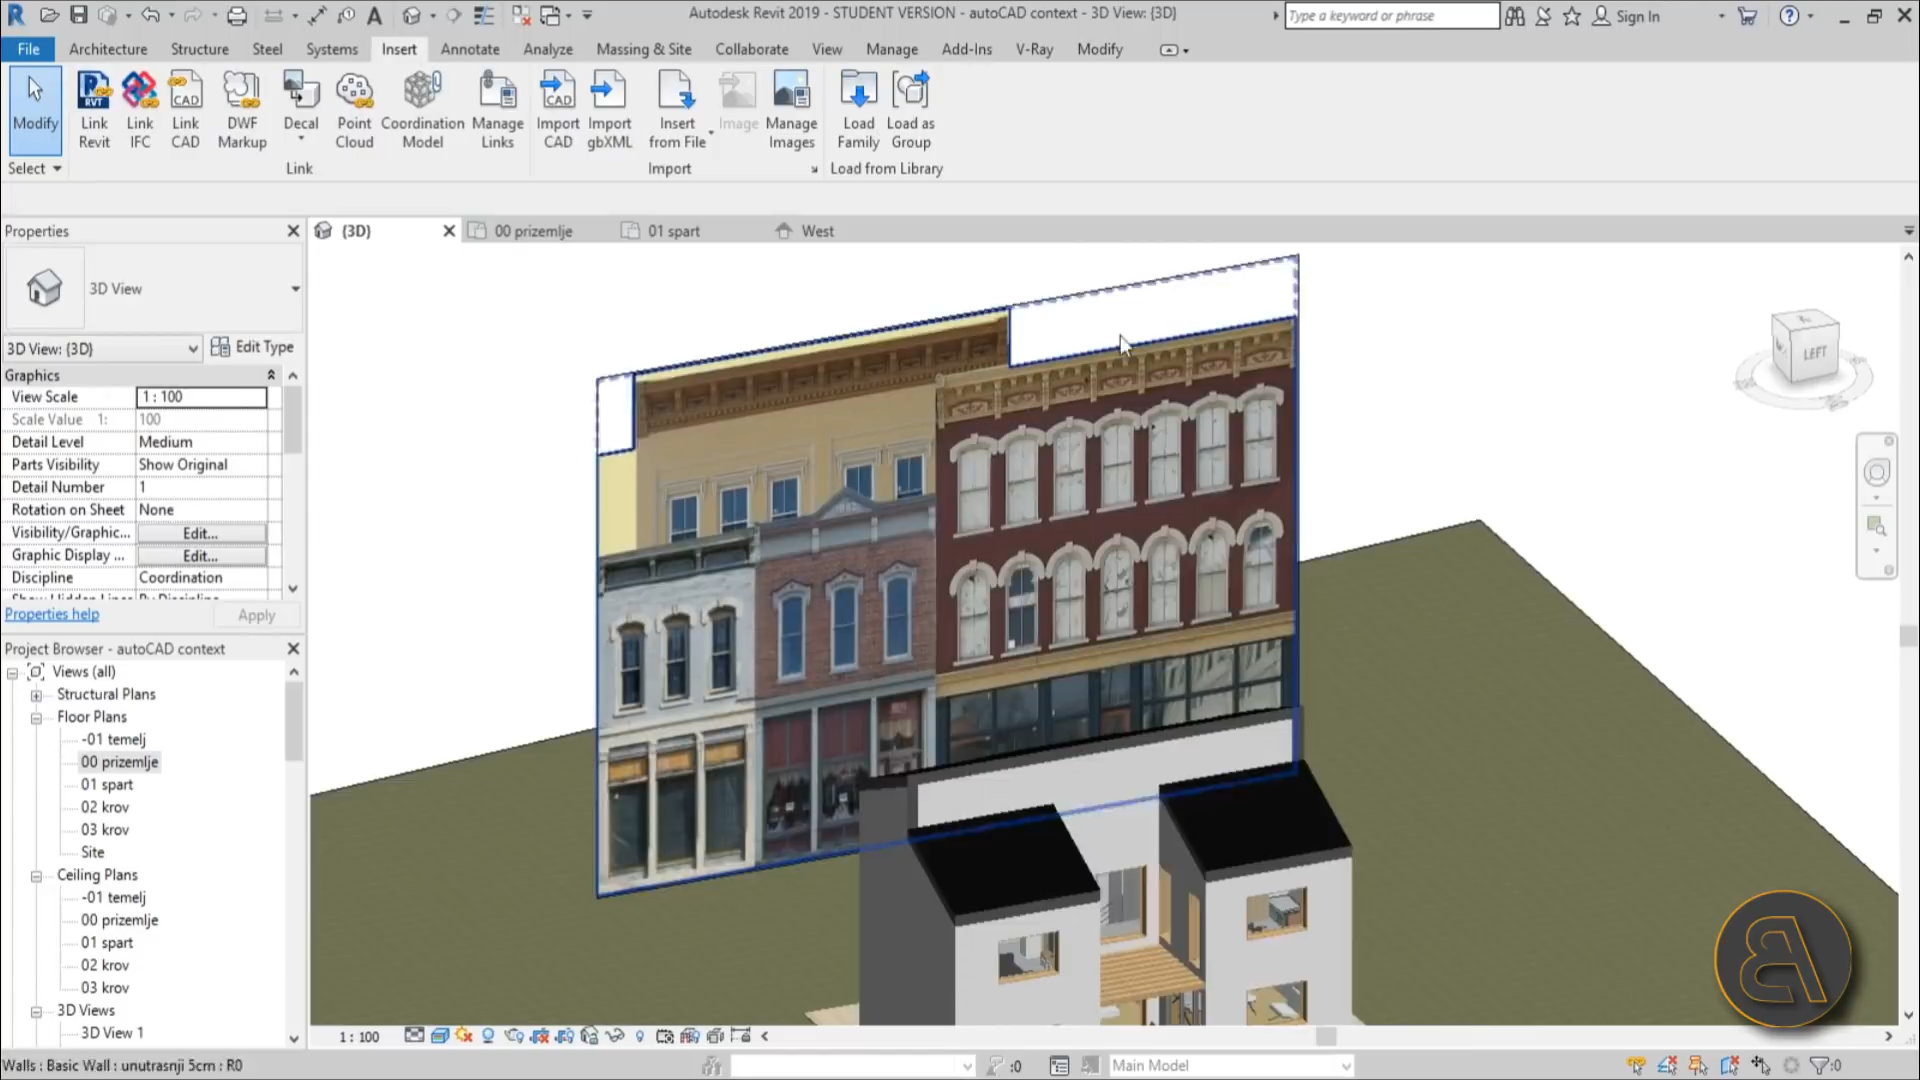 Autodesk Revit 2019 - STUDENT VERSION - autoCAD context - 3D View: {3D}
Type a keyword or phrase
Sign In
File
Architecture
Structure
Steel
Systems
Insert
Annotate
Analyze
Massing & Site
Collaborate
View
Manage
Add-Ins
V-Ray
Modify
Modify
Link Revit
Link IFC
Link CAD
DWF Markup
Decal
Point Cloud
Coordination Model
Manage Links
Import CAD
Import gbXML
Insert from File
Image
Manage Images
Load Family
Load as Group
Select
Link
Import
Load from Library
Properties
{3D}
00 prizemlje
01 spart
West
3D View
3D View: {3D}
Edit Type
Graphics
View Scale 1 : 100
Scale Value 1: 100
Detail Level Medium
Parts Visibility Show Original
Detail Number 1
Rotation on Sheet None
Visibility/Graphic... Edit...
Graphic Display ... Edit...
Discipline Coordination
Properties help
Apply
Project Browser - autoCAD context
Views (all)
Structural Plans
Floor Plans
-01 temelj
00 prizemlje
01 spart
02 krov
03 krov
Site
Ceiling Plans
-01 temelj
00 prizemlje
01 spart
02 krov
03 krov
3D Views
3D View 1
LEFT
1 : 100
Walls : Basic Wall : unutrasnji 5cm : R0
:0
Main Model
:0